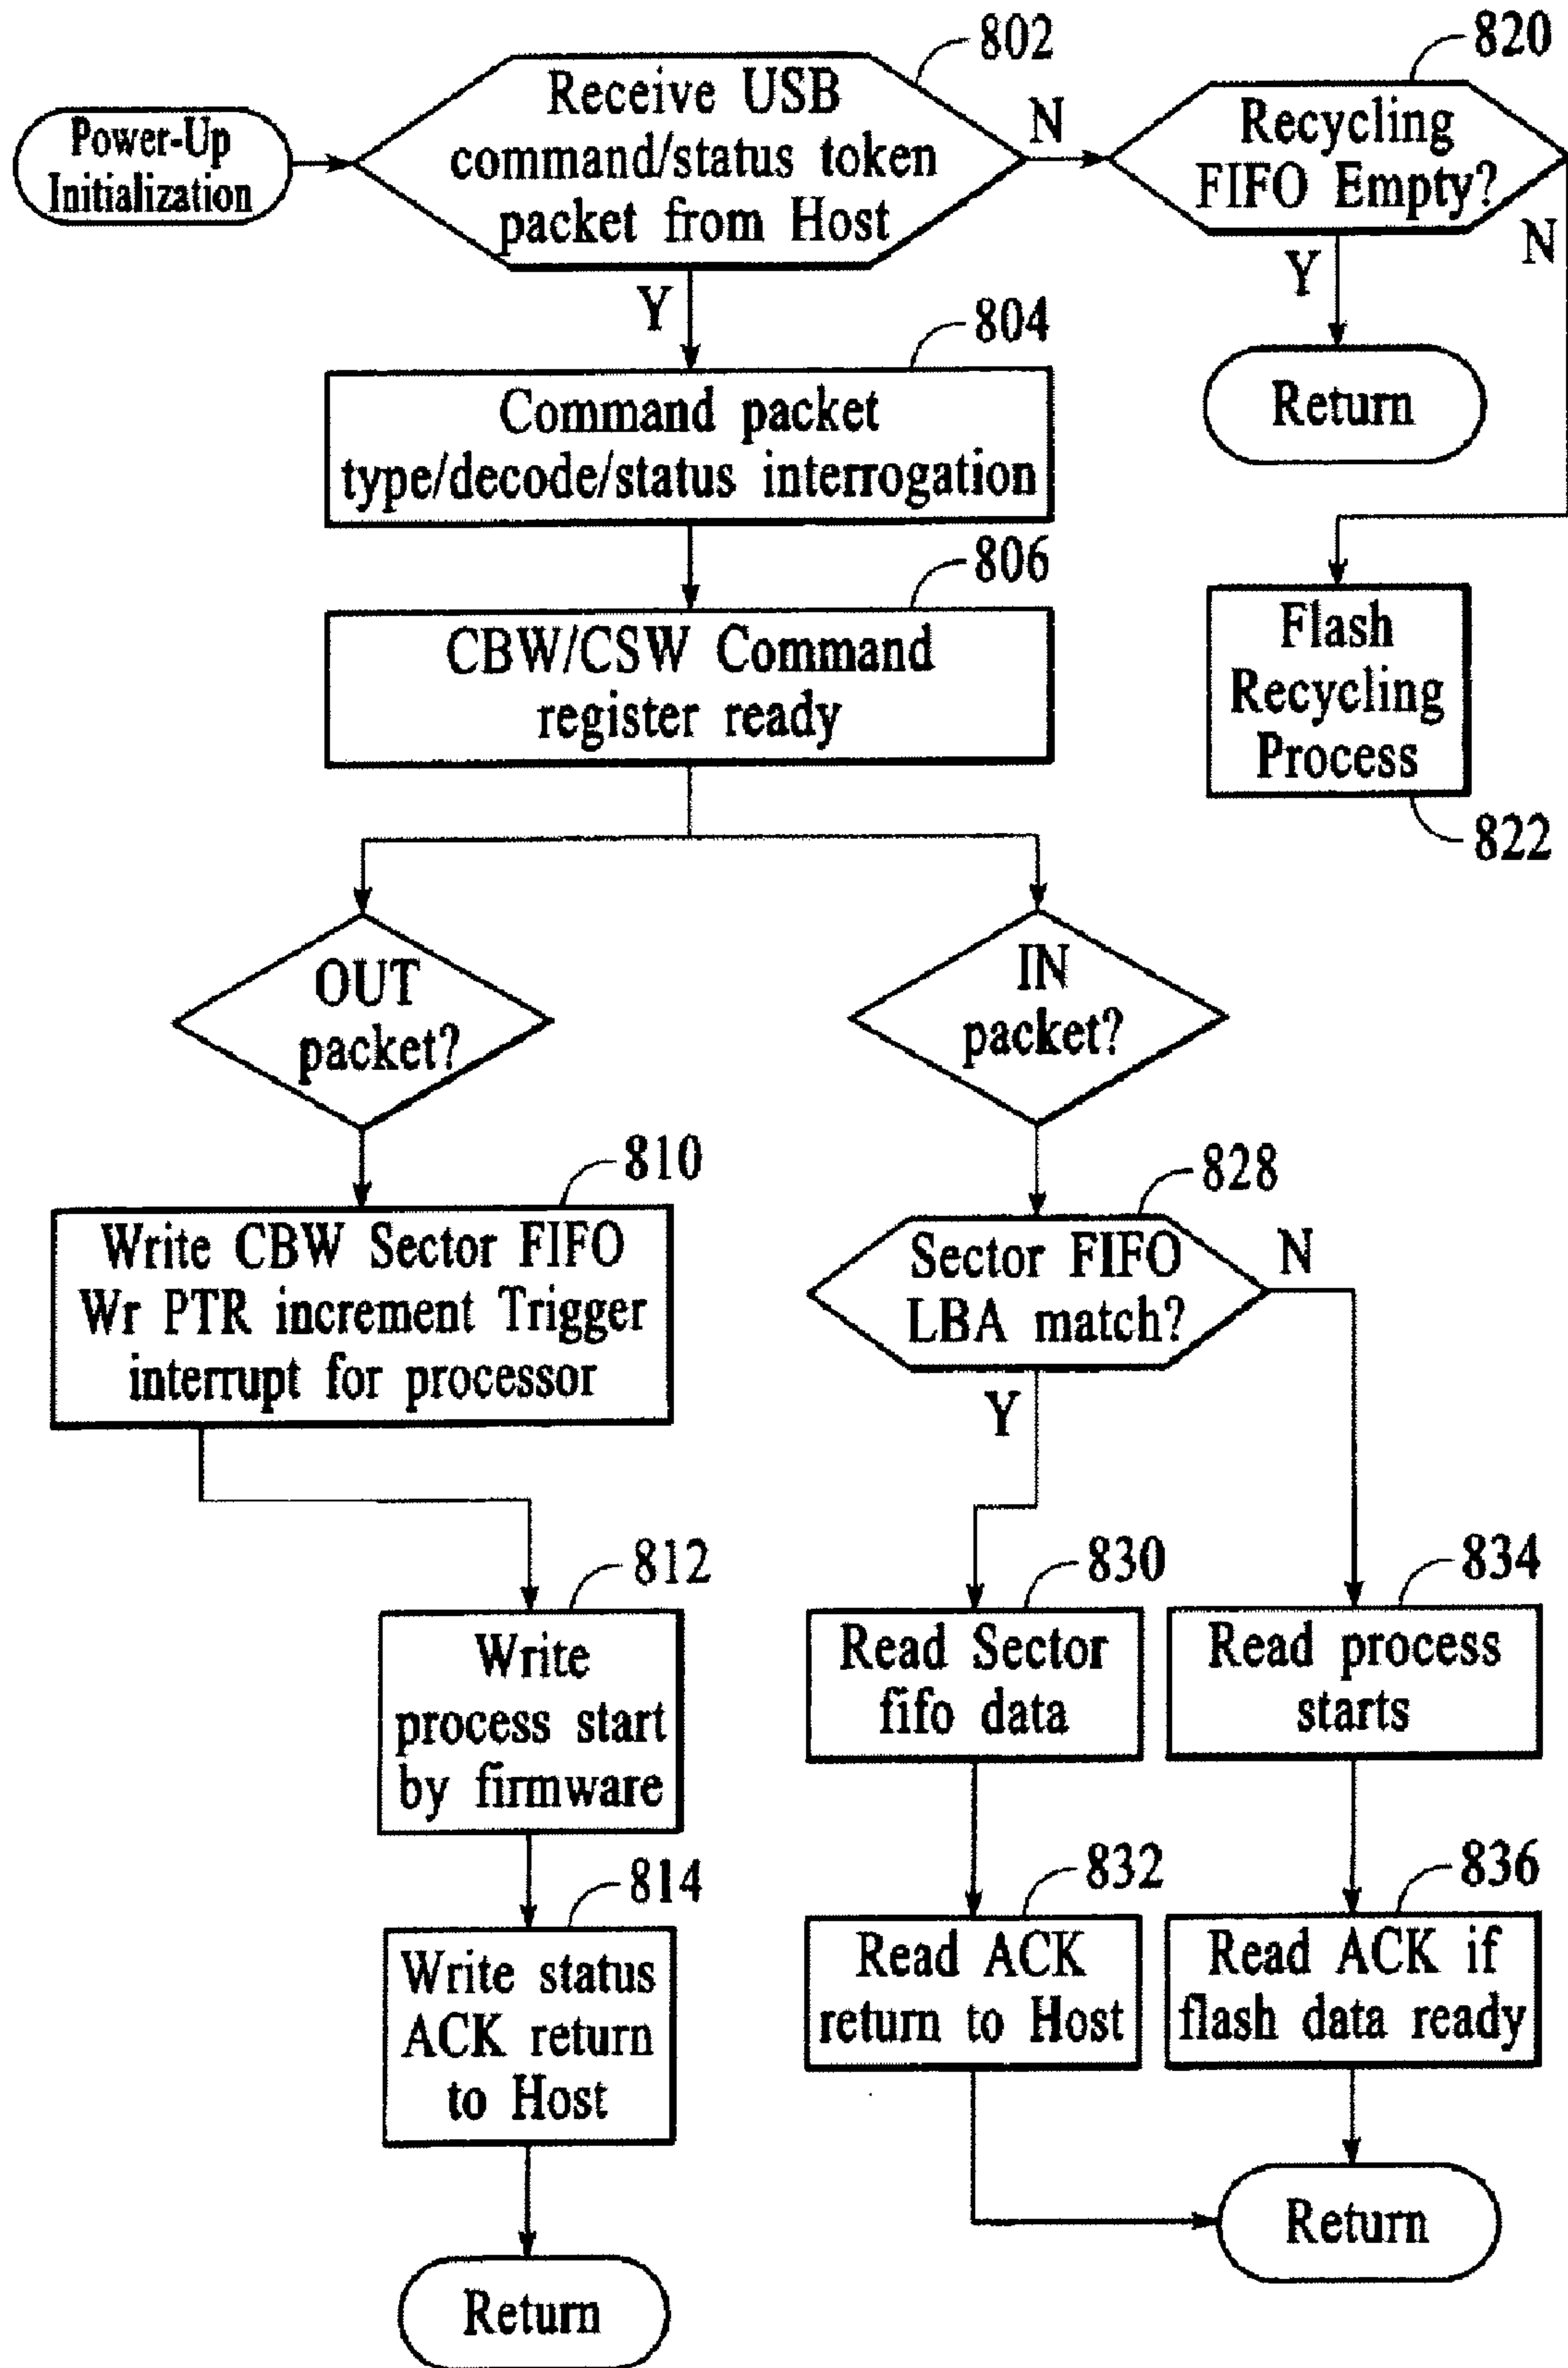 802
820
Power-Up
Initialization
Receive USB
command/status token
packet from Host
N
Recycling
FIFO Empty?
Y
N
Y
Return
804
Command packet
type/decode/status interrogation
806
CBW/CSW Command
register ready
Flash
Recycling
Process
822
OUT
packet?
IN
packet?
810
Write CBW Sector FIFO
Wr PTR increment Trigger
interrupt for processor
828
Sector FIFO
LBA match?
N
Y
812
Write
process start
by firmware
830
Read Sector
fifo data
834
Read process
starts
814
Write status
ACK return
to Host
832
Read ACK
return to Host
836
Read ACK if
flash data ready
Return
Return